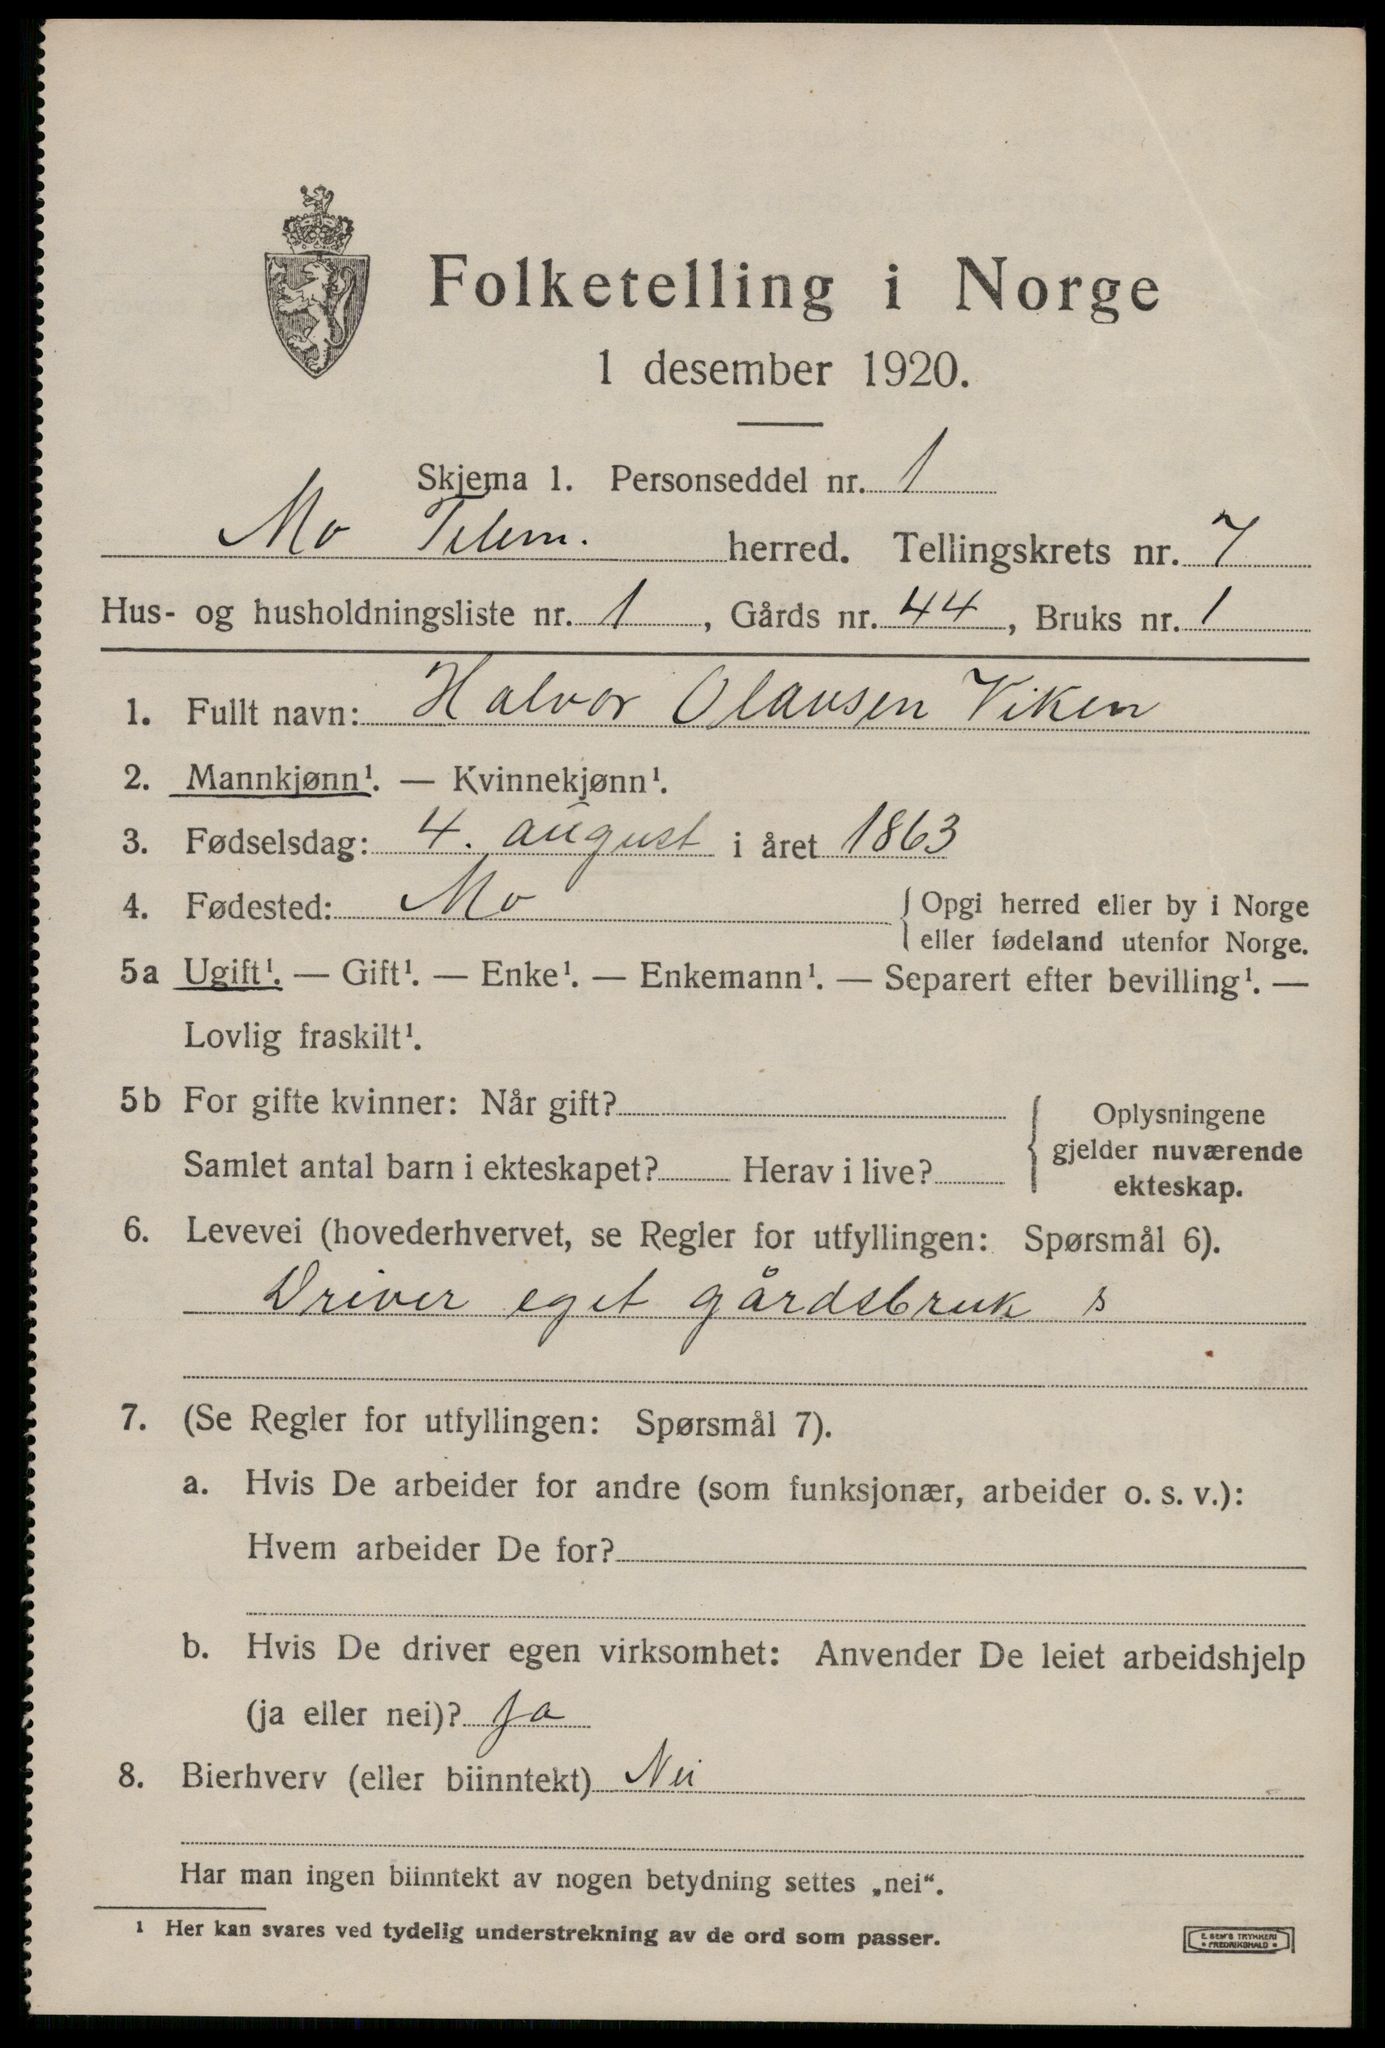 Folketelling i Norge
1 desember 1920.
Skjema 1. Personseddel nr. 1
Mo Telem. herred. Tellingskrets nr. 7
Hus- og husholdningsliste nr. 1, Gårds nr. 44, Bruks nr. 1
1. Fullt navn: Halvor Olavsen Viken
2. Mannkjønn¹. — Kvinnekjønn¹.
3. Fødselsdag: 4. august i året 1863
4. Fødested: Mo { Opgi herred eller by i Norge
eller fødeland utenfor Norge.
5a Ugift¹. — Gift¹. — Enke¹. — Enkemann¹. — Separert efter bevilling¹. —
Lovlig fraskilt¹.
5b For gifte kvinner: Når gift?
Samlet antal barn i ekteskapet? Herav i live?
{ Oplysningene
gjelder nuværende
ekteskap.
6. Levevei (hovederhvervet, se Regler for utfyllingen: Spørsmål 6).
Driver eget gårdsbruk s
7. (Se Regler for utfyllingen: Spørsmål 7).
a. Hvis De arbeider for andre (som funksjonær, arbeider o. s. v.):
Hvem arbeider De for?
b. Hvis De driver egen virksomhet: Anvender De leiet arbeidshjelp
(ja eller nei)? Ja
8. Bierhverv (eller biinntekt) Nei
Har man ingen biinntekt av nogen betydning settes „nei“.
¹ Her kan svares ved tydelig understrekning av de ord som passer.
E. SEM'S TRYKKERI
• FREDRIKSHALD •